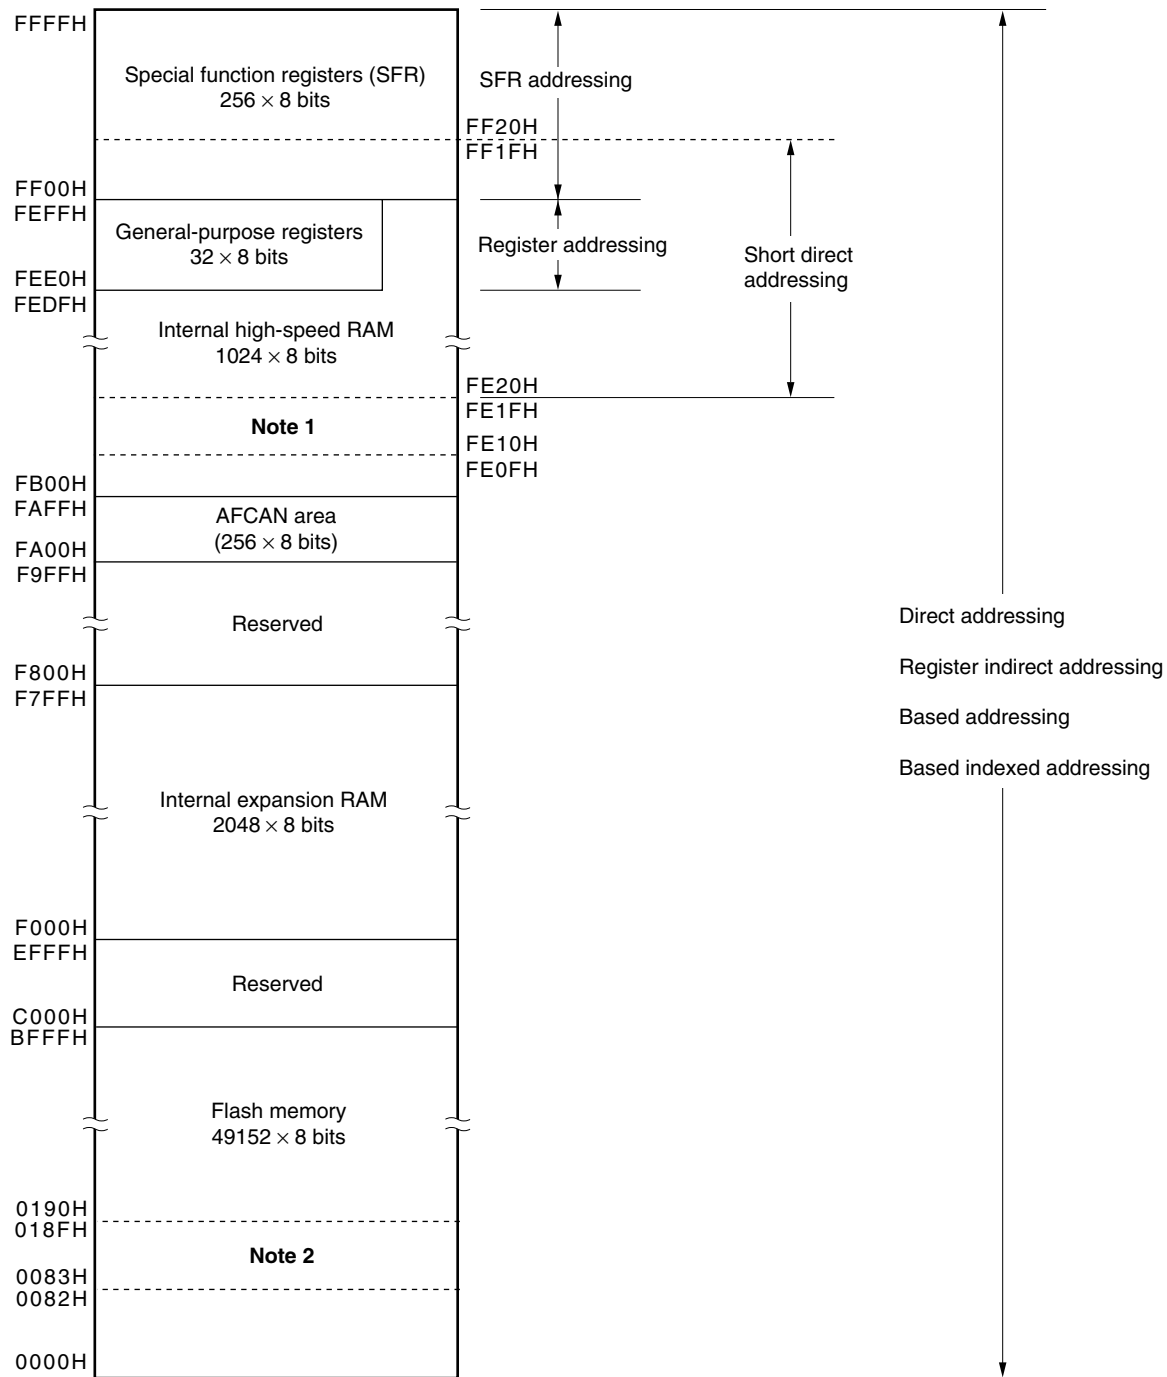 FFFFH
Special function registers (SFR)
256 × 8 bits
SFR addressing
FF20H
FF1FH
FF00H
FEFFH
General-purpose registers
32 × 8 bits
Register addressing
Short direct
addressing
FEE0H
FEDFH
Internal high-speed RAM
1024 × 8 bits
FE20H
FE1FH
Note 1
FE10H
FE0FH
FB00H
FAFFH
AFCAN area
(256 × 8 bits)
FA00H
F9FFH
Reserved
Direct addressing
Register indirect addressing
Based addressing
Based indexed addressing
F800H
F7FFH
Internal expansion RAM
2048 × 8 bits
F000H
EFFFH
Reserved
C000H
BFFFH
Flash memory
49152 × 8 bits
0190H
018FH
Note 2
0083H
0082H
0000H